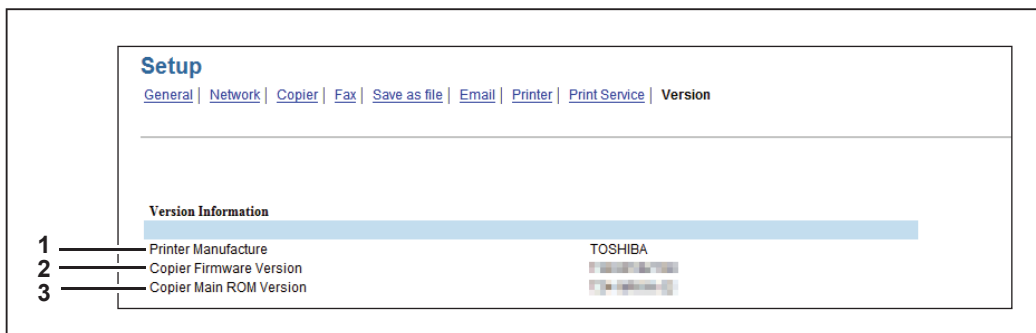 Setup
General | Network | Copier | Fax | Save as file | Email | Printer | Print Service | Version
Version Information
1 Printer Manufacture TOSHIBA
2 Copier Firmware Version
3 Copier Main ROM Version